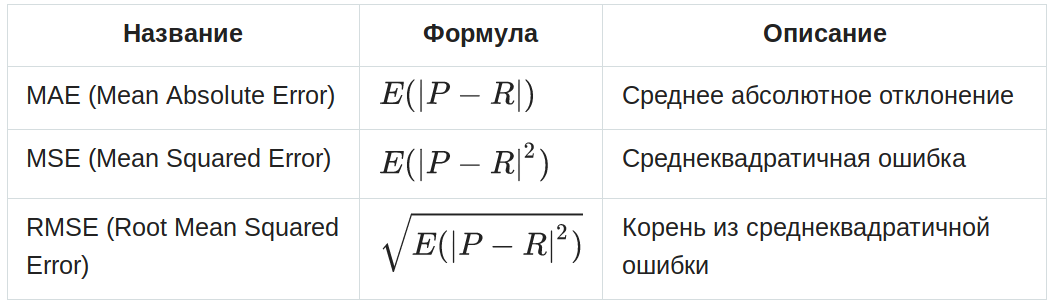 Название Формула Описание
MAE (Mean Absolute Error) E(|P − R|) Среднее абсолютное отклонение
MSE (Mean Squared Error) E(|P − R|²) Среднеквадратичная ошибка
RMSE (Root Mean Squared √E(|P − R|²) Корень из среднеквадратичной
Error) ошибки